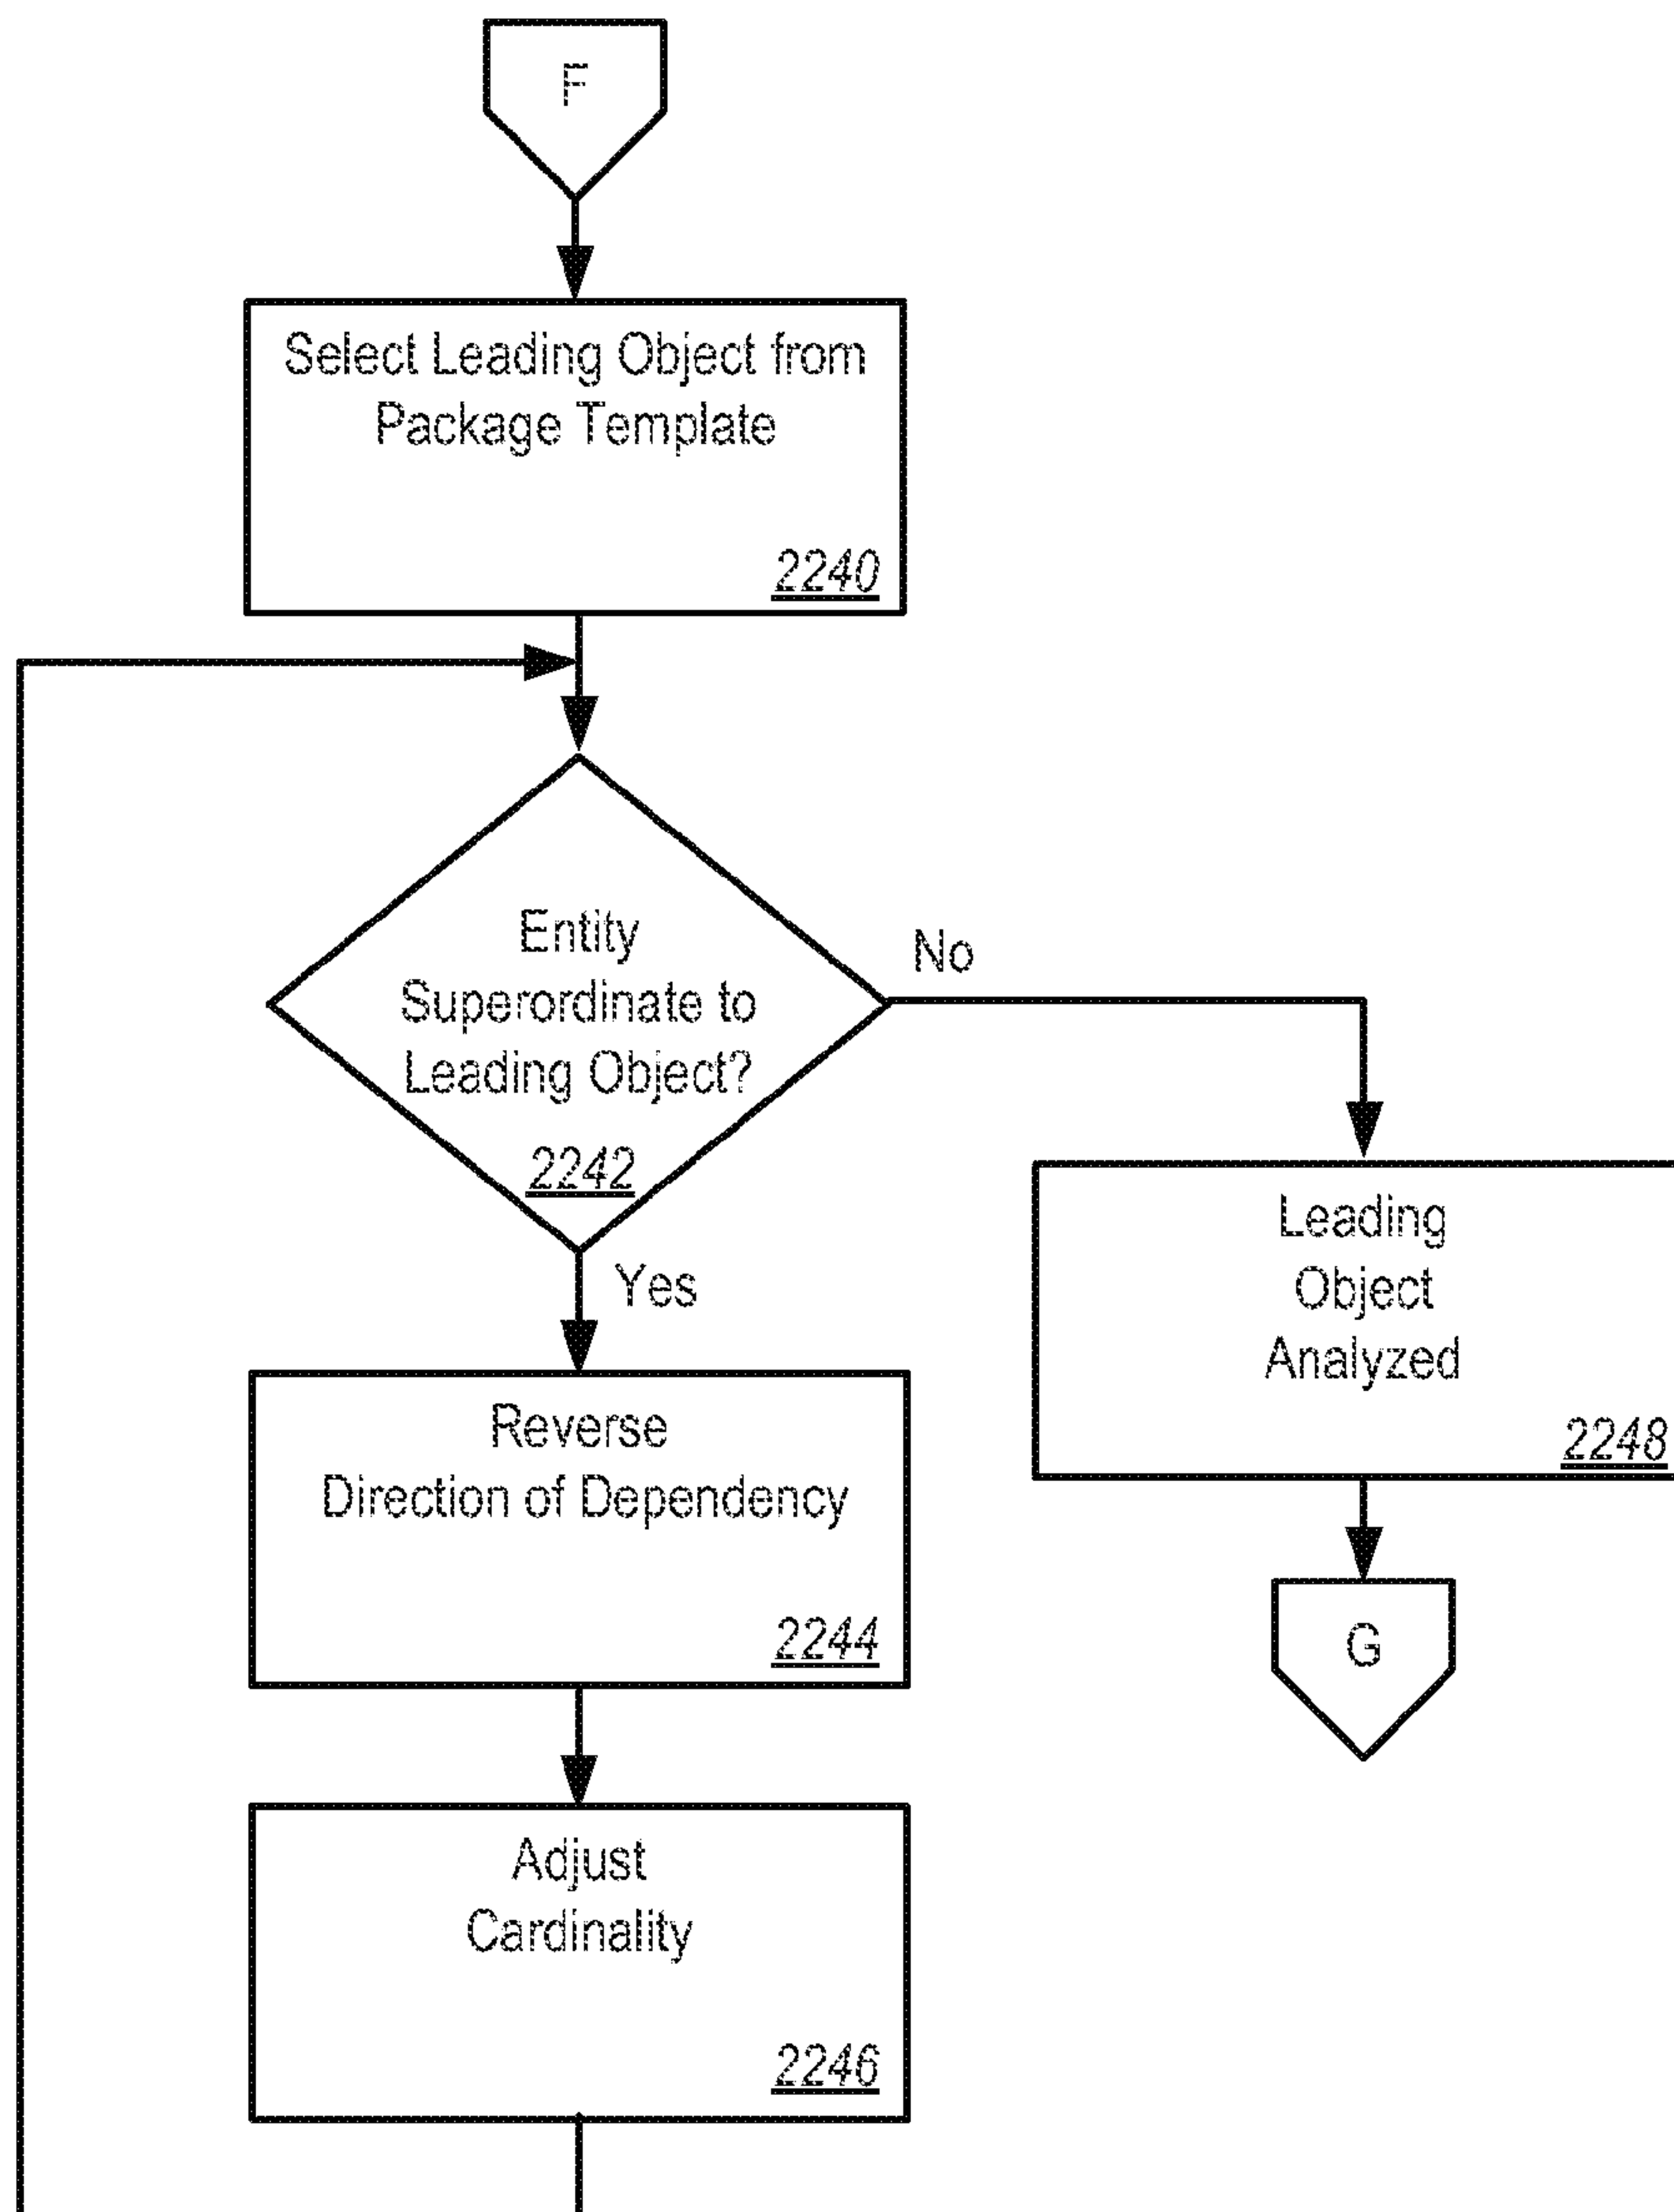 F
Select Leading Object from
Package Template
2240
Entity
Superordinate to
Leading Object?
2242
No
Yes
Leading
Object
Analyzed
2248
Reverse
Direction of Dependency
2244
G
Adjust
Cardinality
2246